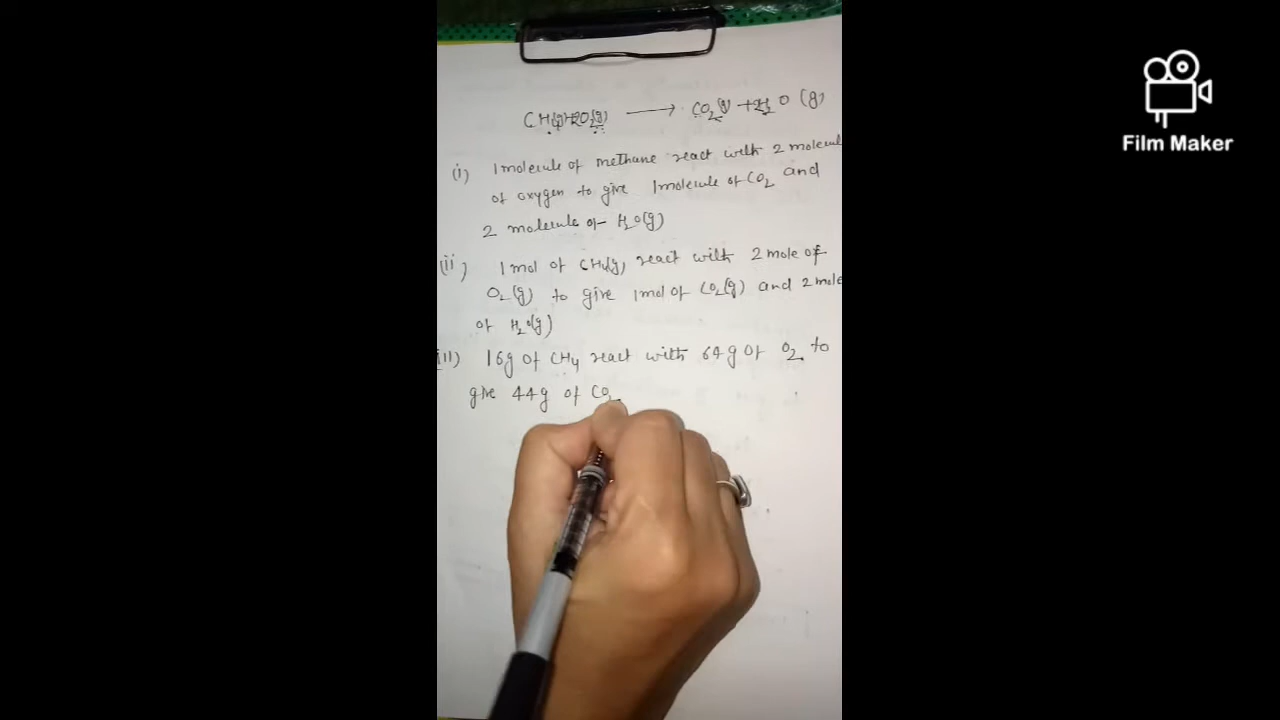 CH4(g)+2O2(g) → CO2(g) + H2O (g)
(i) 1 molecule of methane react with 2 molecul
of oxygen to give 1 molecule of CO2 and
2 molecule of H2O(g)
(ii) 1 mol of CH4(g) react with 2 mole of
O2(g) to give 1 mol of CO2(g) and 2 mole
of H2O(g)
(iii) 16g of CH4 react with 64g of O2 to
give 44g of CO2
Film Maker